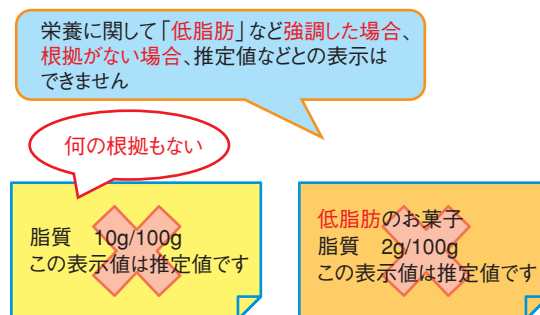 栄養に関して「低脂肪」など強調した場合、
根拠がない場合、推定値などとの表示は
できません
何の根拠もない
脂質　10g/100g
この表示値は推定値です
低脂肪のお菓子
脂質　2g/100g
この表示値は推定値です